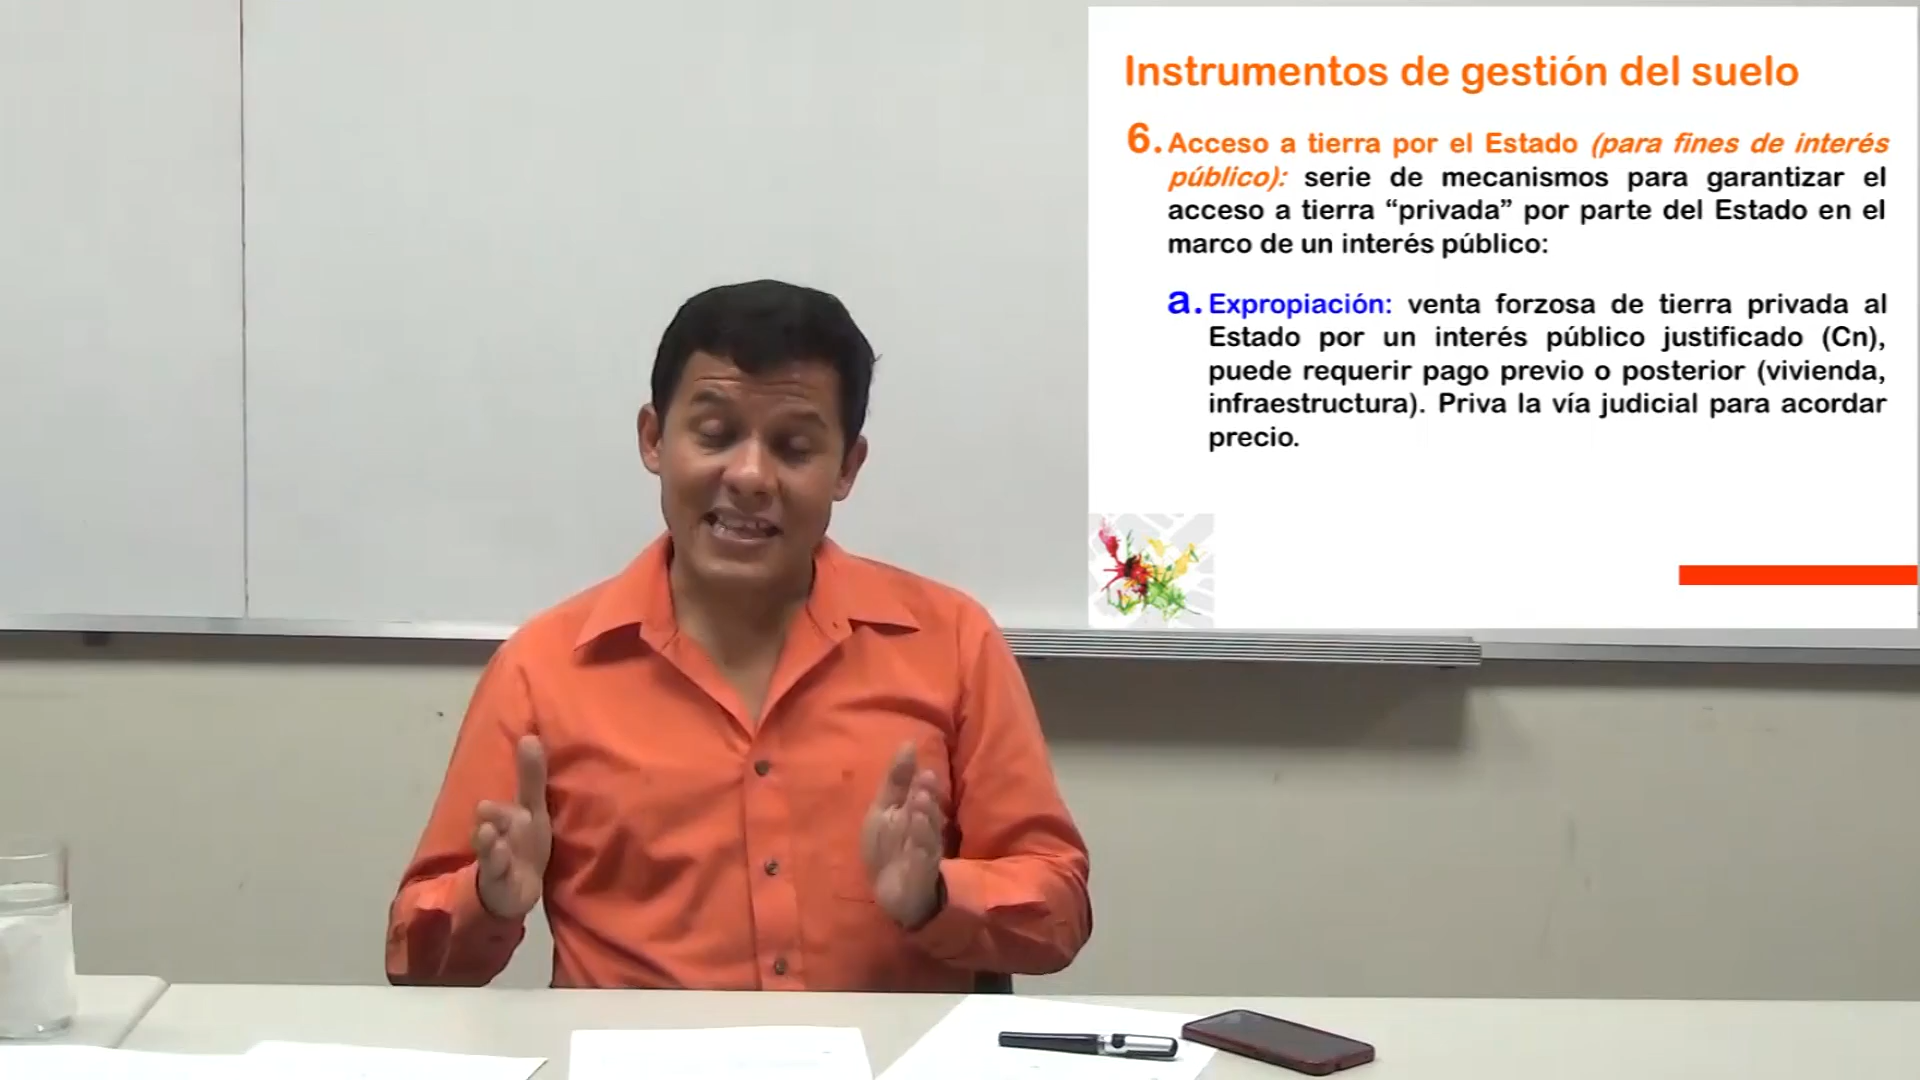 Instrumentos de gestión del suelo
6. Acceso a tierra por el Estado (para fines de interés
público): serie de mecanismos para garantizar el
acceso a tierra “privada” por parte del Estado en el
marco de un interés público:
a. Expropiación: venta forzosa de tierra privada al
Estado por un interés público justificado (Cn),
puede requerir pago previo o posterior (vivienda,
infraestructura). Priva la vía judicial para acordar
precio.